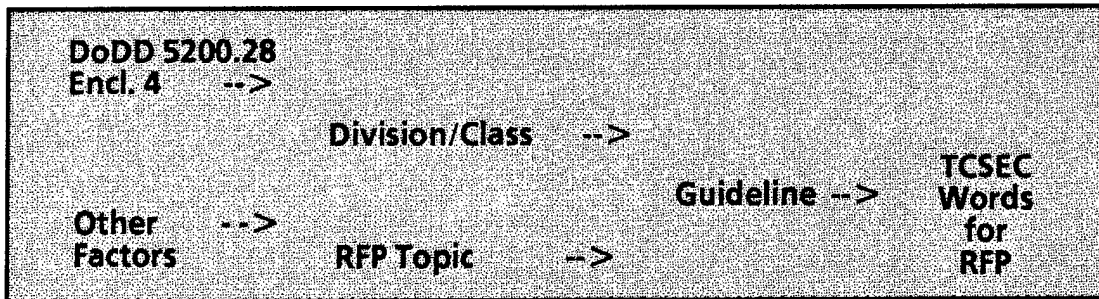 DoDD 5200.28
Encl. 4 -->
Division/Class -->
TCSEC
Guideline --> Words
Other --> for
Factors RFP Topic --> RFP